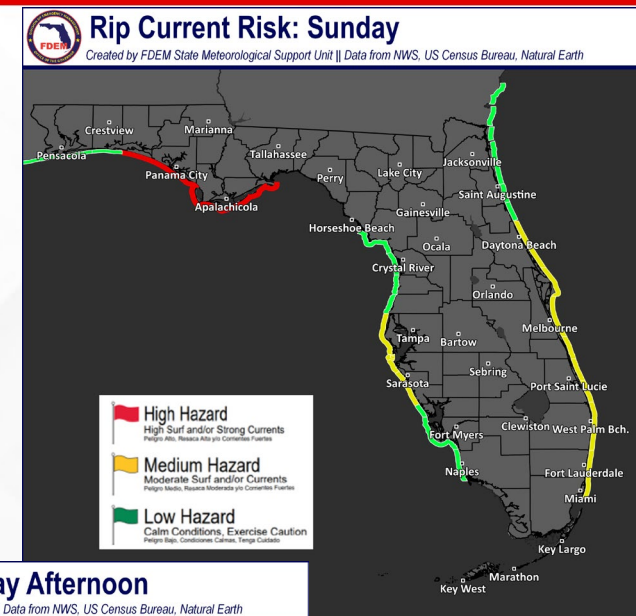 FDEM
Rip Current Risk: Sunday
Created by FDEM State Meteorological Support Unit || Data from NWS, US Census Bureau, Natural Earth
Crestview
Marianna
Pensacola
Tallahassee
Jacksonville
Panama City
Perry
Lake City
Saint Augustine
Apalachicola
Gainesville
Horseshoe Beach
Ocala
Daytona Beach
Crystal River
Orlando
Melbourne
Tampa
Bartow
Sebring
Sarasota
Port Saint Lucie
Clewiston
West Palm Bch.
Fort Myers
Naples
Fort Lauderdale
Miami
Key Largo
Marathon
Key West
High Hazard
High Surf and/or Strong Currents
Peligro Alto, Resaca Alta y/o Corrientes Fuertes
Medium Hazard
Moderate Surf and/or Currents
Peligro Medio, Resaca Moderada y/o Corrientes Fuertes
Low Hazard
Calm Conditions, Exercise Caution
Peligro Bajo, Condiciones Calmas, Tenga Cuidado
ay Afternoon
Data from NWS, US Census Bureau, Natural Earth